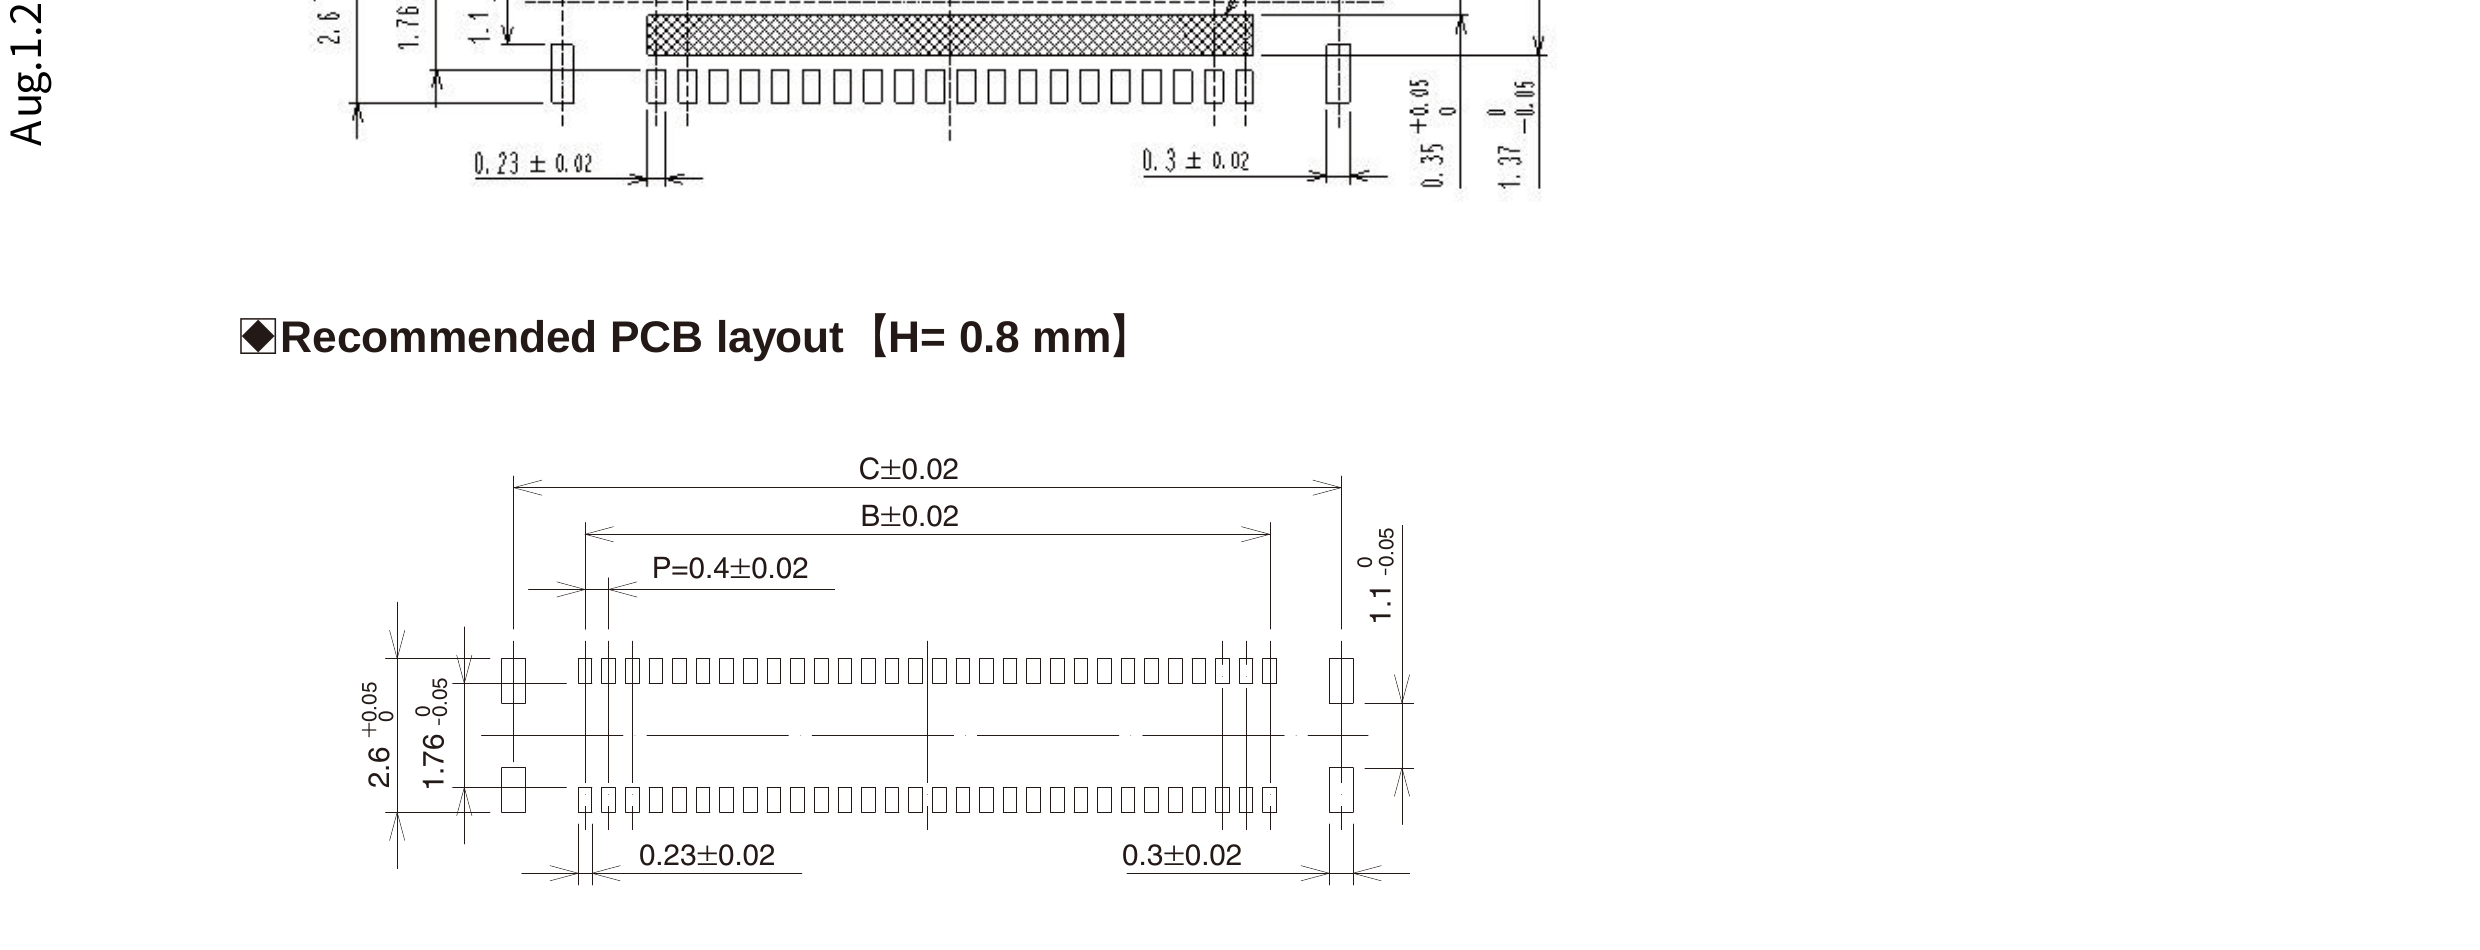 Aug.1.2
2.6
1.76
1.1
0.23 ± 0.02
0.3 ± 0.02
0.35 +0.05 0
1.37 0 -0.05
Recommended PCB layout【H= 0.8 mm】
C±0.02
B±0.02
P=0.4±0.02
1.1 0 -0.05
2.6 +0.05 0
1.76 0 -0.05
0.23±0.02
0.3±0.02